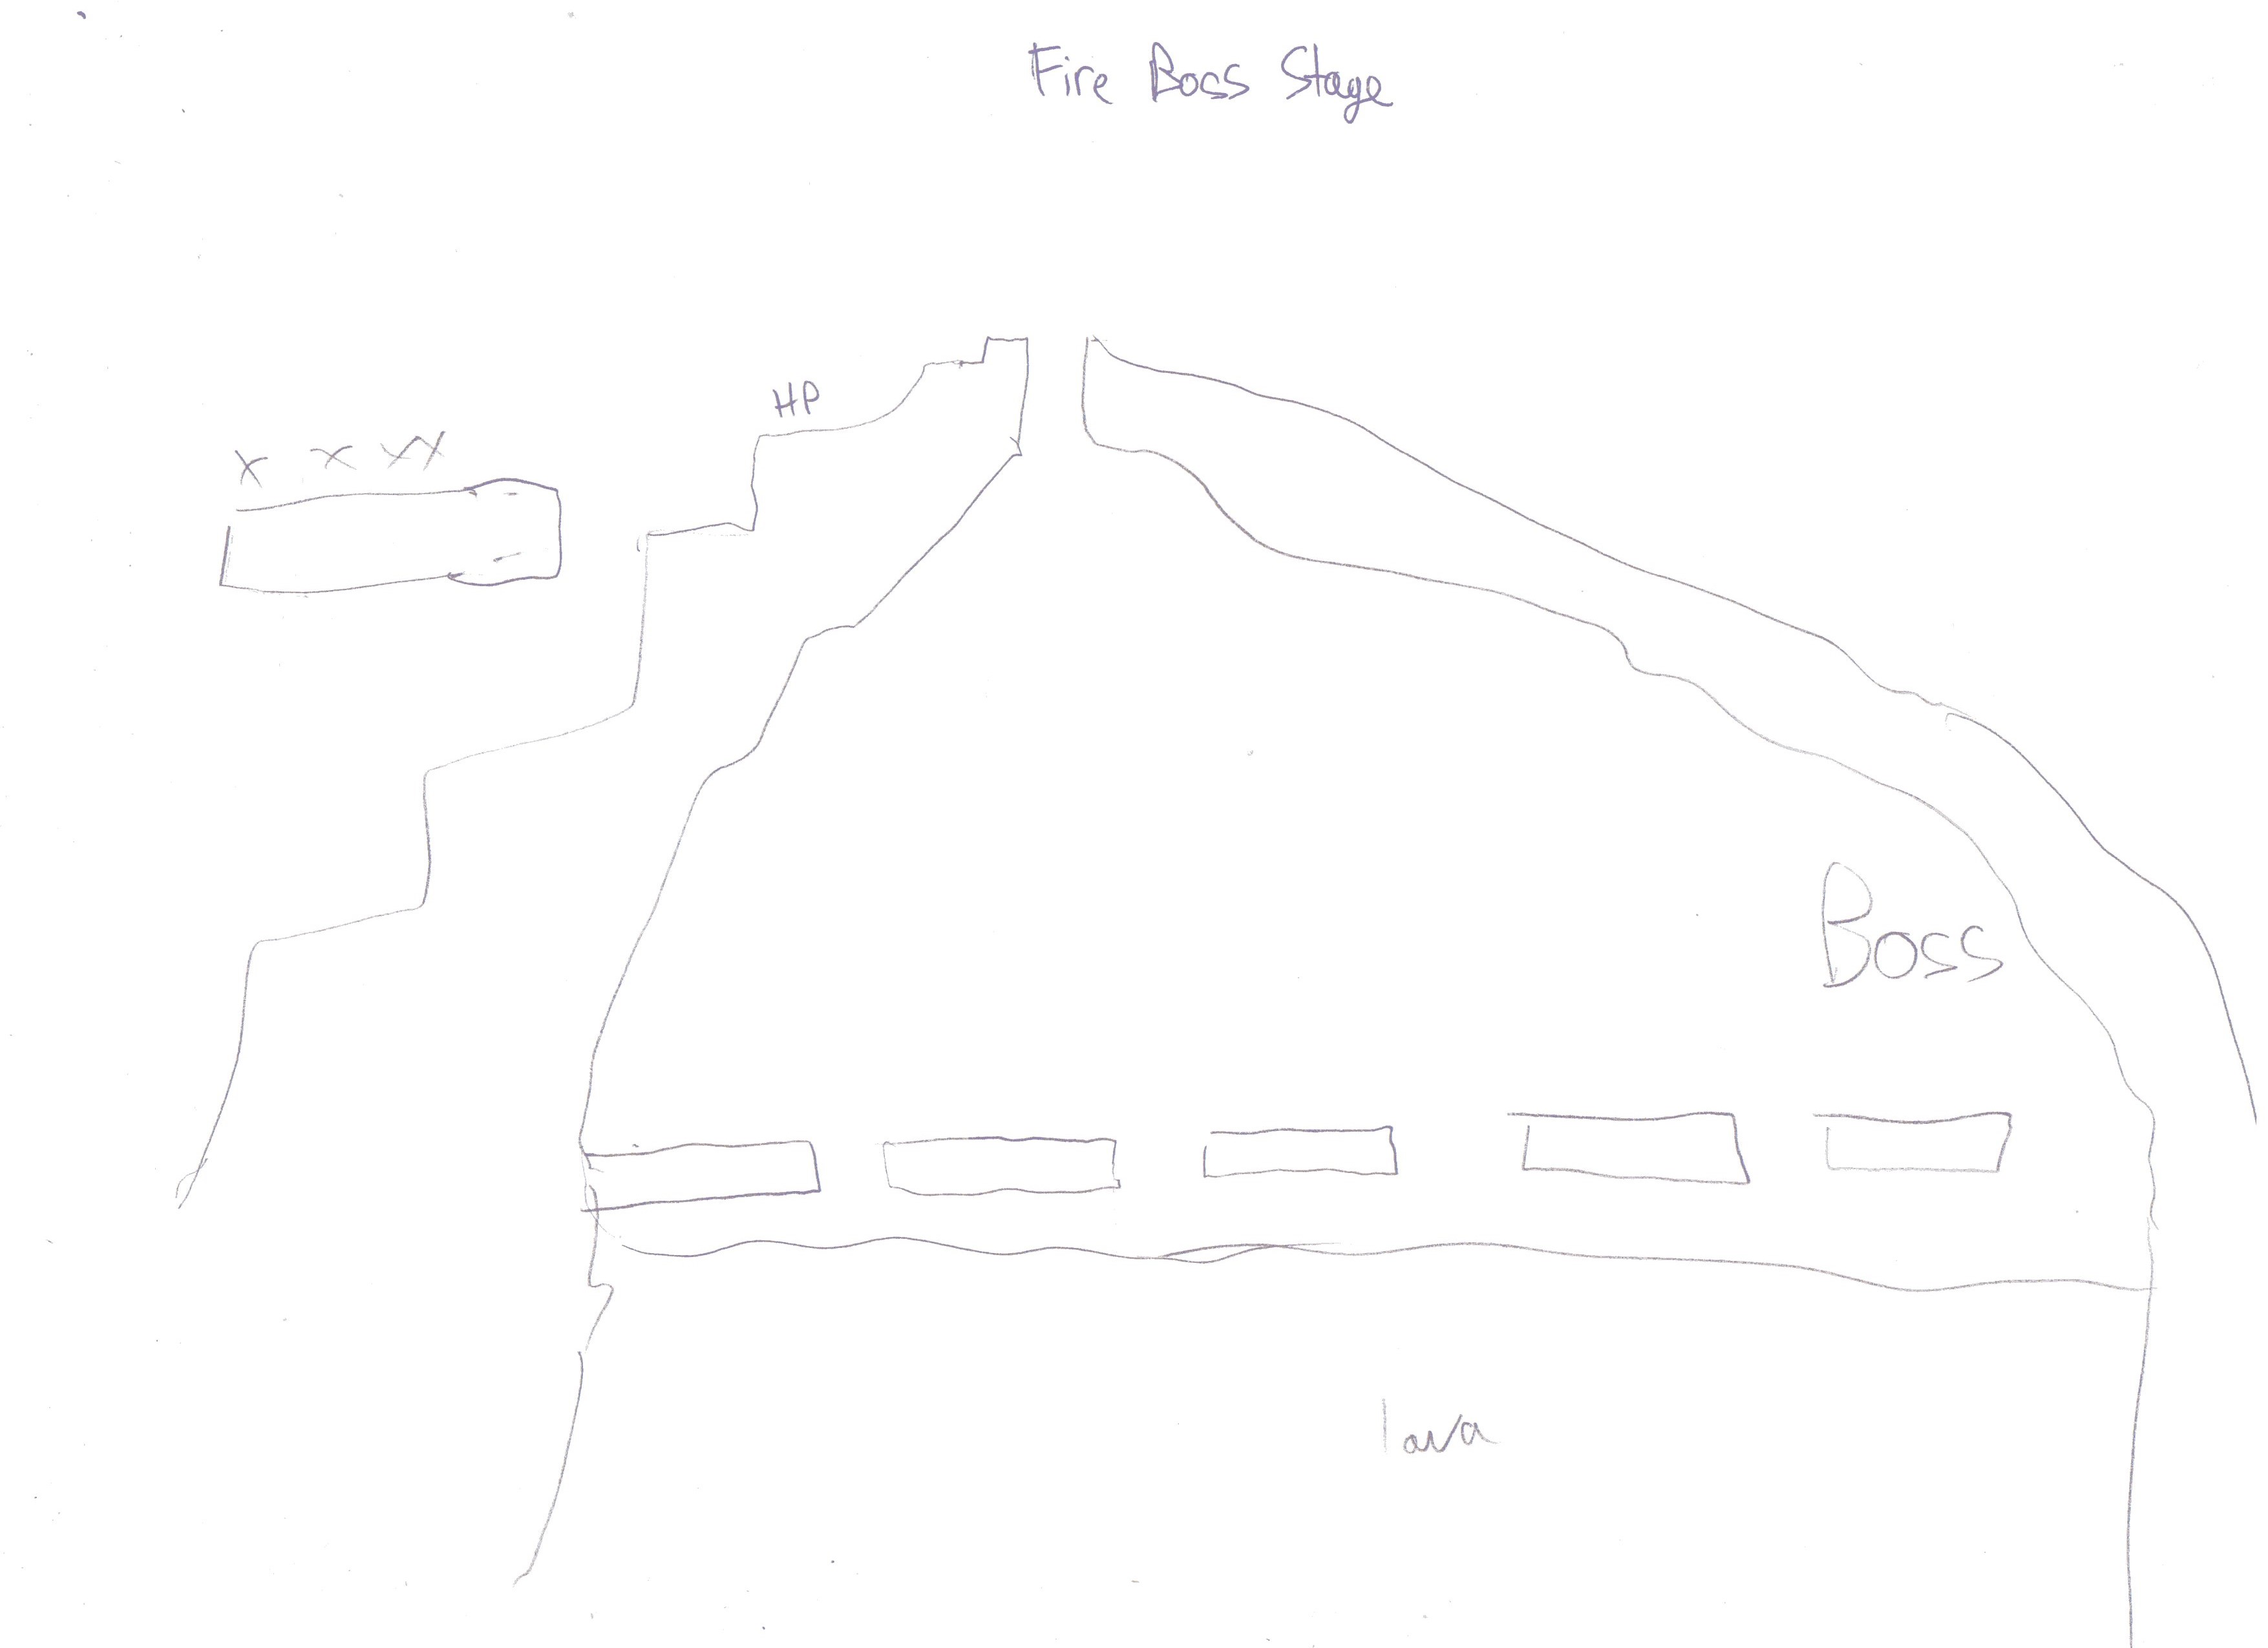 Fire Boss Stage
HP
X X X X
Boss
lava